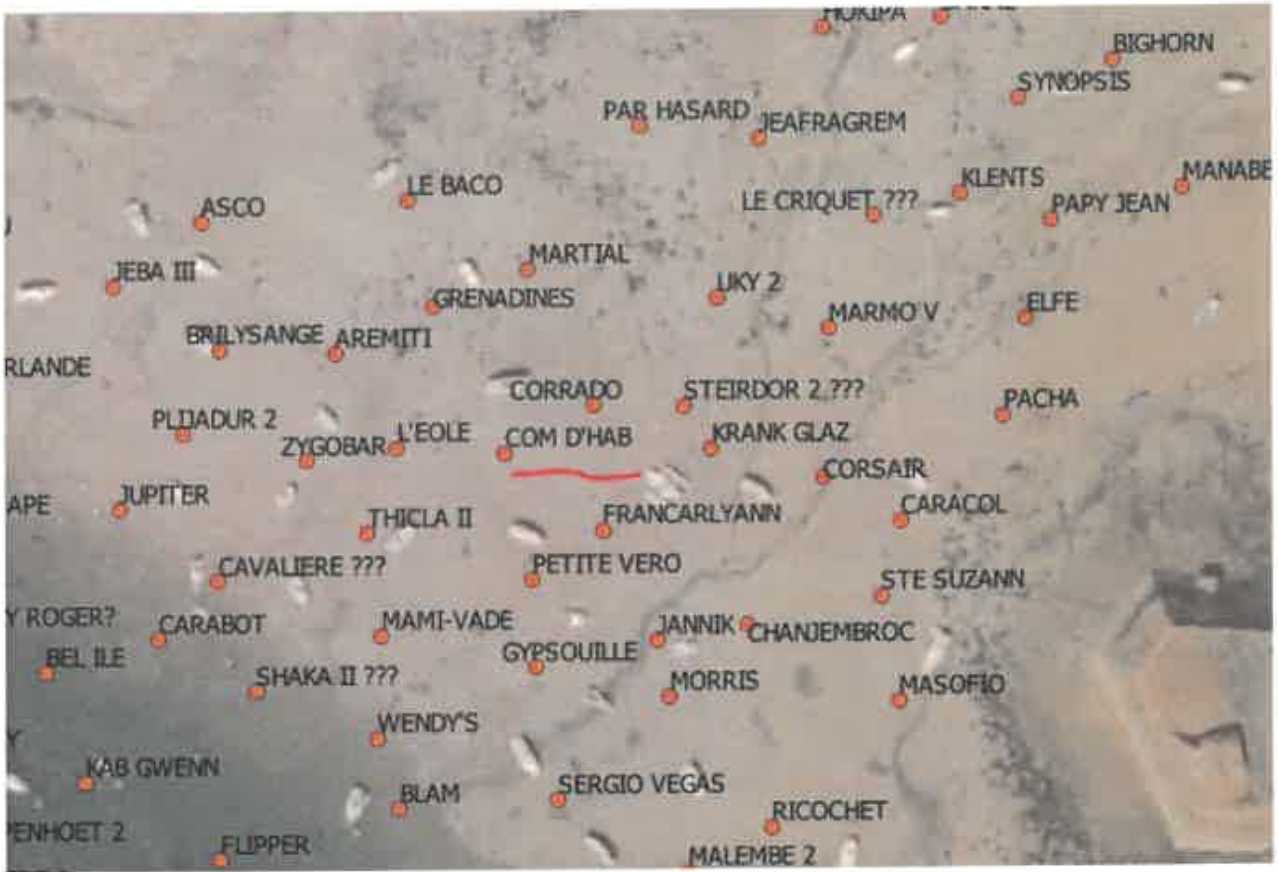 HOKIPA
BIGHORN
SYNOPSIS
PAR HASARD
JEAFRAGREM
MANABE
KLENTS
LE BACO
LE CRIQUET ???
PAPY JEAN
ASCO
MARTIAL
JEBA III
UKY 2
GRENADINES
ELFE
MARMO V
BRILYSANGE
AREMITI
RLANDE
CORRADO
STEIRDOR 2 ???
PACHA
PLIJADUR 2
L'EOLE
KRANK GLAZ
COM D'HAB
ZYGOBAR
CORSAIR
JUPITER
APE
CARACOL
THICLA II
FRANCARLYANN
PETITE VERO
CAVALIERE ???
STE SUZANN
Y ROGER?
CARABOT
MAMI-VADE
JANNIK
CHANJEMBROC
GYPSOUILLE
BEL ILE
SHAKA II ???
MORRIS
MASOFIO
WENDY'S
Y
KAB GWENN
SERGIO VEGAS
BLAM
RICOCHET
PENHOET 2
FLIPPER
MALEMBE 2